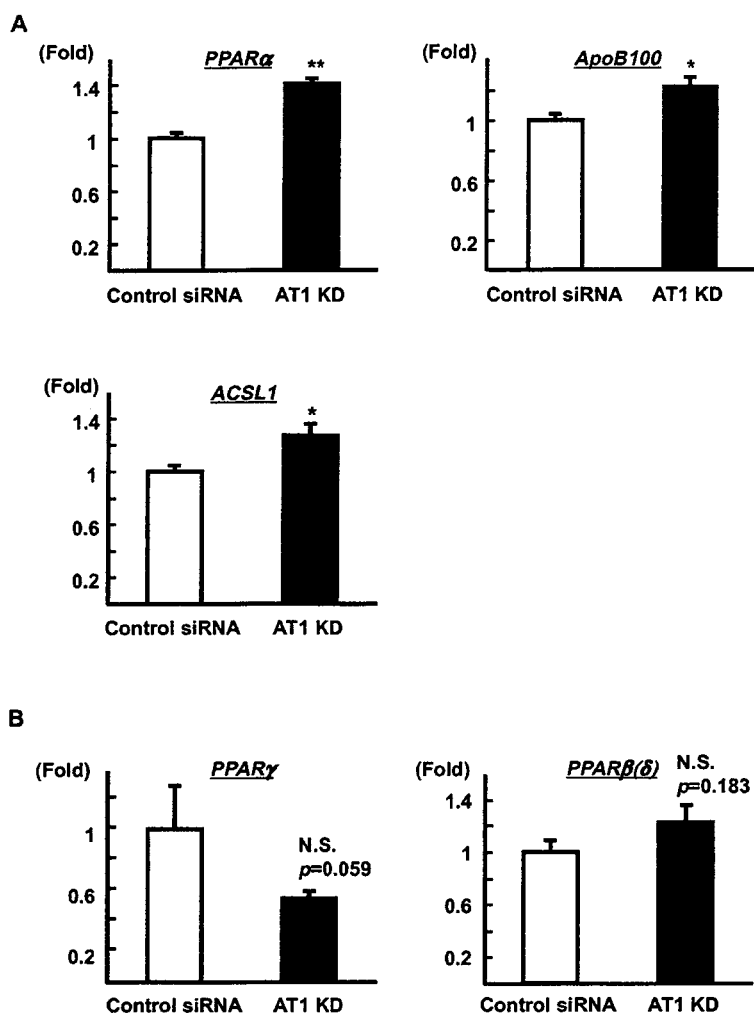 A
(Fold)
PPARα
**
1.4
1
0.6
0.2
Control siRNA
AT1 KD
(Fold)
ApoB100
*
1
0.6
0.2
Control siRNA
AT1 KD
(Fold)
ACSL1
*
1.4
1
0.6
0.2
Control siRNA
AT1 KD
B
(Fold)
PPARγ
N.S.
p=0.059
1
0.6
0.2
Control siRNA
AT1 KD
(Fold)
PPARβ(δ)
N.S.
p=0.183
1.4
1
0.6
0.2
Control siRNA
AT1 KD